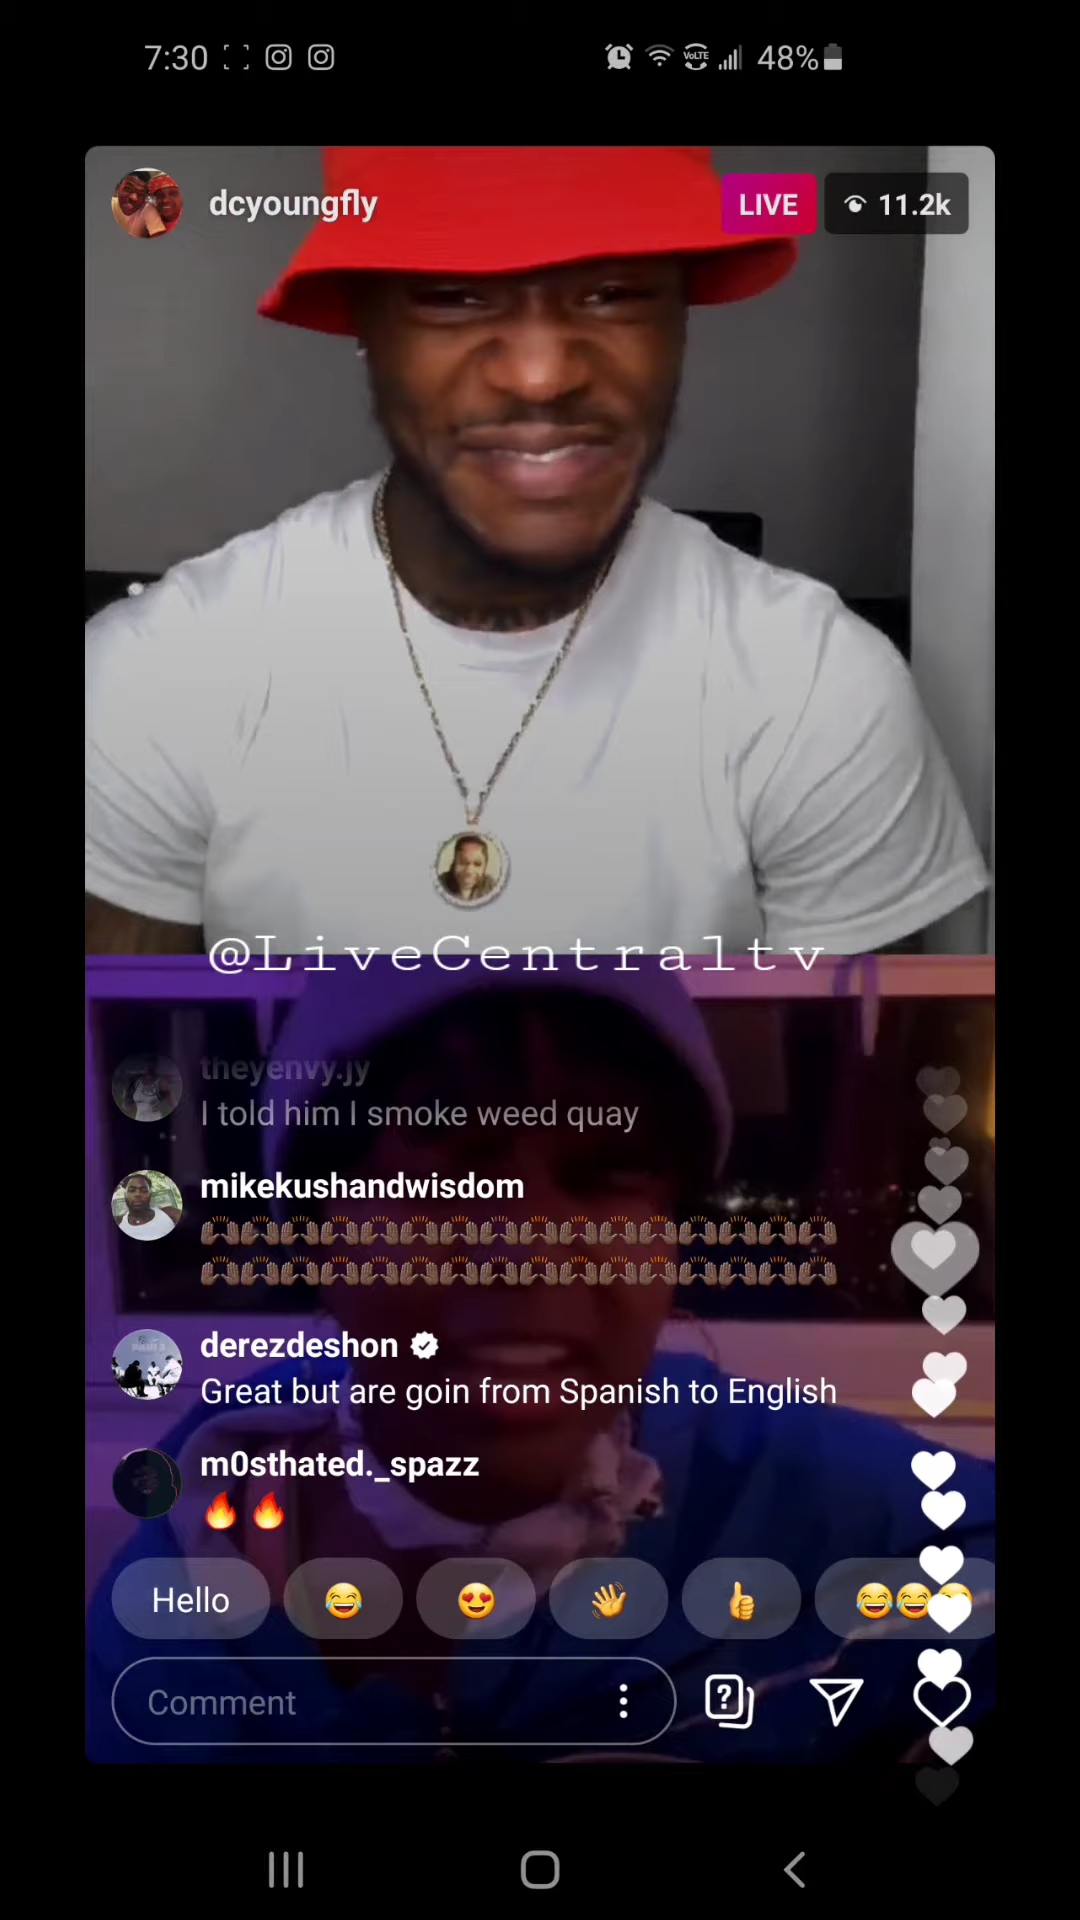 7:30
VoLTE
48%
dcyoungfly
LIVE
11.2k
@LiveCentraltv
theyenvy.jy
I told him I smoke weed quay
mikekushandwisdom
🙌🏾🙌🏾🙌🏾🙌🏾🙌🏾🙌🏾🙌🏾🙌🏾🙌🏾🙌🏾🙌🏾🙌🏾🙌🏾🙌🏾🙌🏾🙌🏾
🙌🏾🙌🏾🙌🏾🙌🏾🙌🏾🙌🏾🙌🏾🙌🏾🙌🏾🙌🏾🙌🏾🙌🏾🙌🏾🙌🏾🙌🏾🙌🏾
derezdeshon
Great but are goin from Spanish to English
m0sthated._spazz
🔥🔥
Hello 😂 😍 👋 👍 😂😂😂
Comment